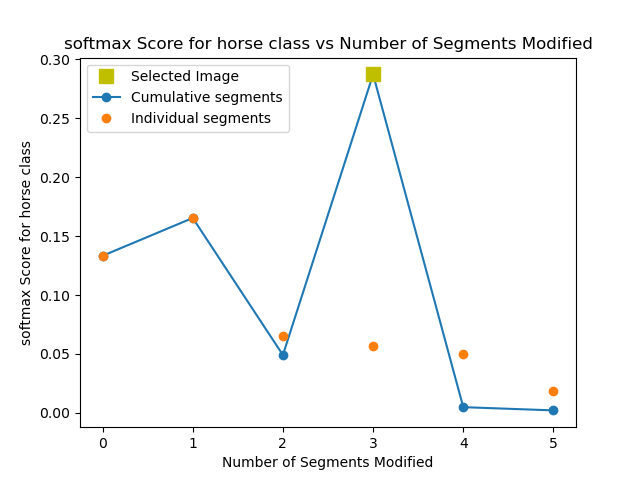 softmax Score for horse class vs Number of Segments Modified
Selected Image
Cumulative segments
Individual segments
softmax Score for horse class
0.30
0.25
0.20
0.15
0.10
0.05
0.00
0 1 2 3 4 5
Number of Segments Modified